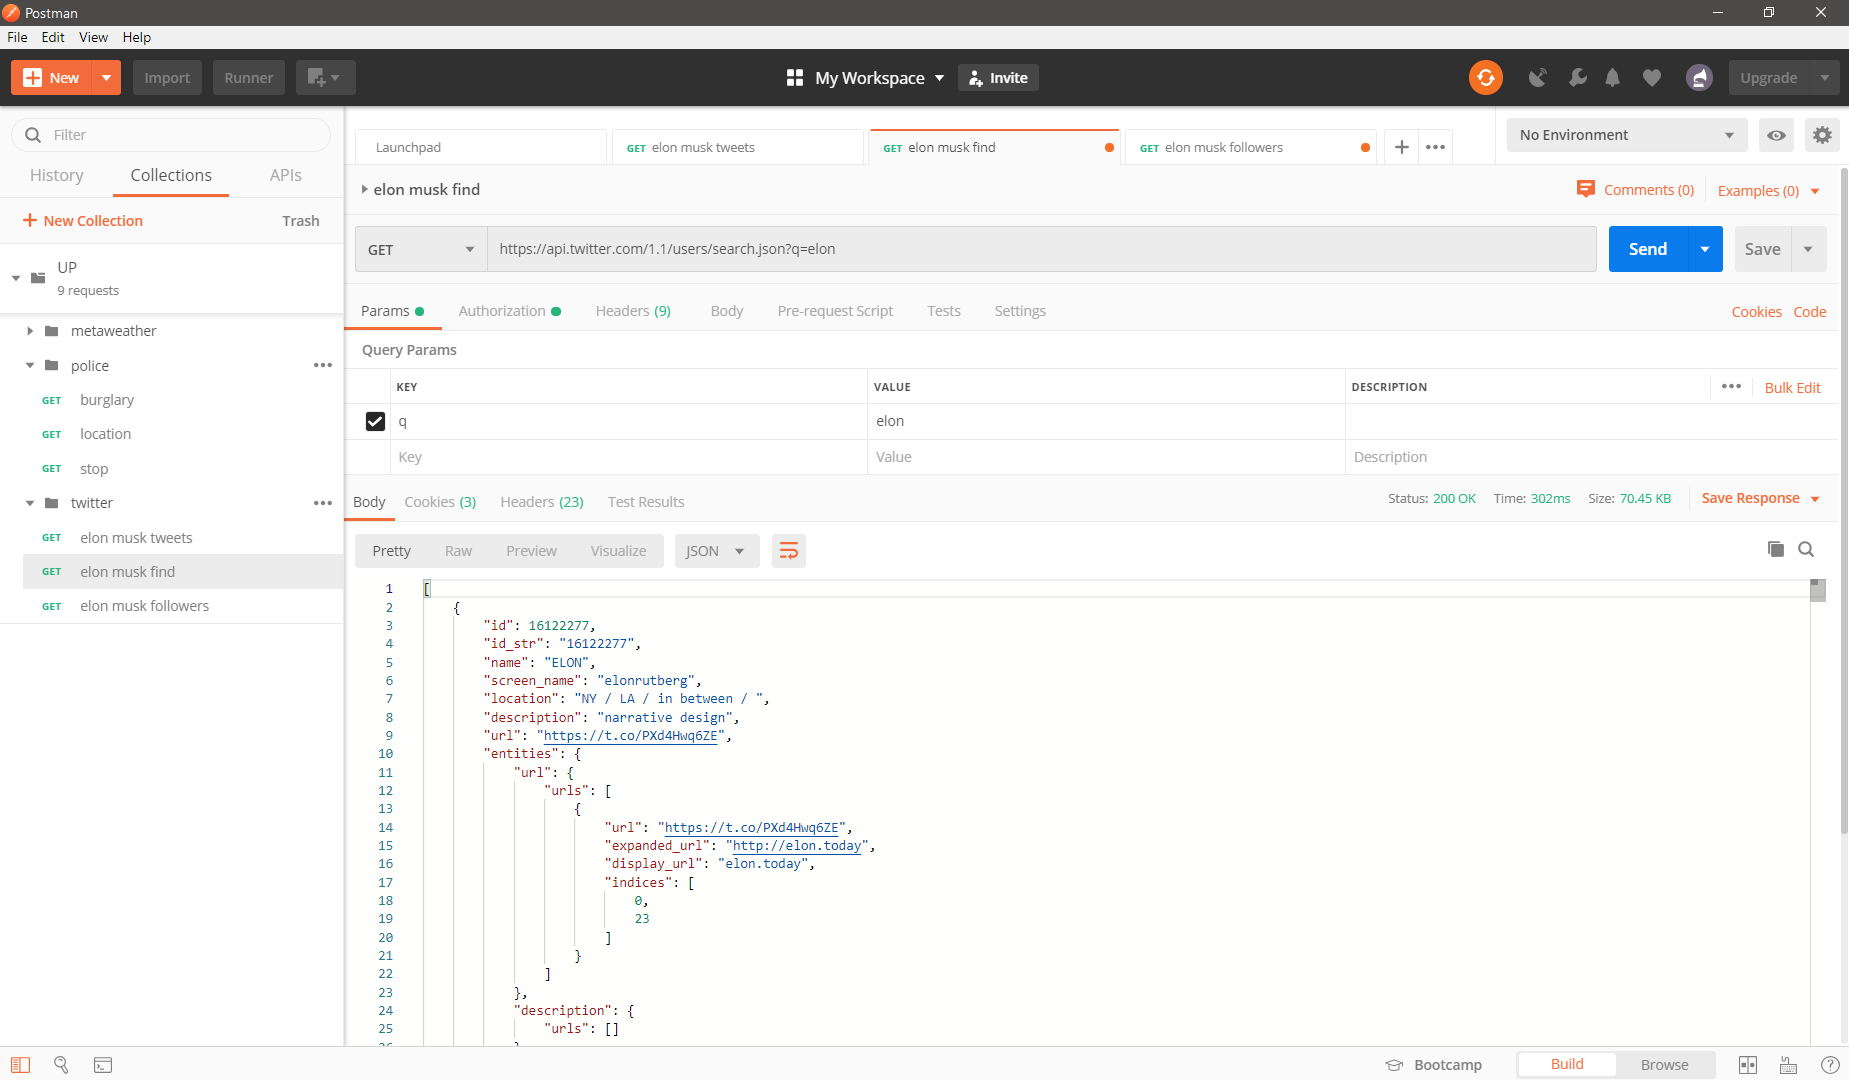 Postman
File Edit View Help
New Import Runner My Workspace Invite Upgrade
Filter
History Collections APIs
New Collection Trash
UP
9 requests
metaweather
police
GET burglary
GET location
GET stop
twitter
GET elon musk tweets
GET elon musk find
GET elon musk followers
Launchpad GET elon musk tweets GET elon musk find GET elon musk followers No Environment
elon musk find Comments (0) Examples (0)
GET https://api.twitter.com/1.1/users/search.json?q=elon Send Save
Params Authorization Headers (9) Body Pre-request Script Tests Settings Cookies Code
Query Params
KEY VALUE DESCRIPTION Bulk Edit
q elon
Key Value Description
Body Cookies (3) Headers (23) Test Results Status: 200 OK Time: 302ms Size: 70.45 KB Save Response
Pretty Raw Preview Visualize JSON
1 [
2 {
3 "id": 16122277,
4 "id_str": "16122277",
5 "name": "ELON",
6 "screen_name": "elonrutberg",
7 "location": "NY / LA / in between / ",
8 "description": "narrative design",
9 "url": "https://t.co/PXd4Hwq6ZE",
10 "entities": {
11 "url": {
12 "urls": [
13 {
14 "url": "https://t.co/PXd4Hwq6ZE",
15 "expanded_url": "http://elon.today",
16 "display_url": "elon.today",
17 "indices": [
18 0,
19 23
20 ]
21 }
22 ]
23 },
24 "description": {
25 "urls": []
Bootcamp Build Browse